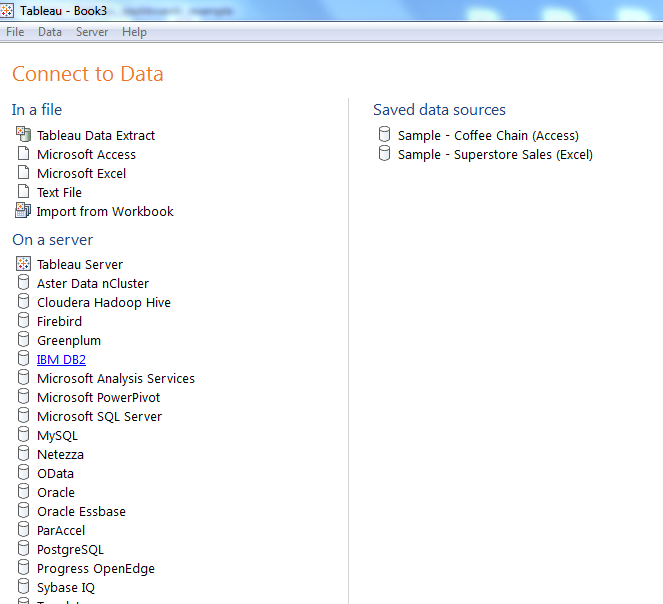 Tableau - Book3
File Data Server Help
Connect to Data
In a file
Tableau Data Extract
Microsoft Access
Microsoft Excel
Text File
Import from Workbook
On a server
Tableau Server
Aster Data nCluster
Cloudera Hadoop Hive
Firebird
Greenplum
IBM DB2
Microsoft Analysis Services
Microsoft PowerPivot
Microsoft SQL Server
MySQL
Netezza
OData
Oracle
Oracle Essbase
ParAccel
PostgreSQL
Progress OpenEdge
Sybase IQ
Saved data sources
Sample - Coffee Chain (Access)
Sample - Superstore Sales (Excel)